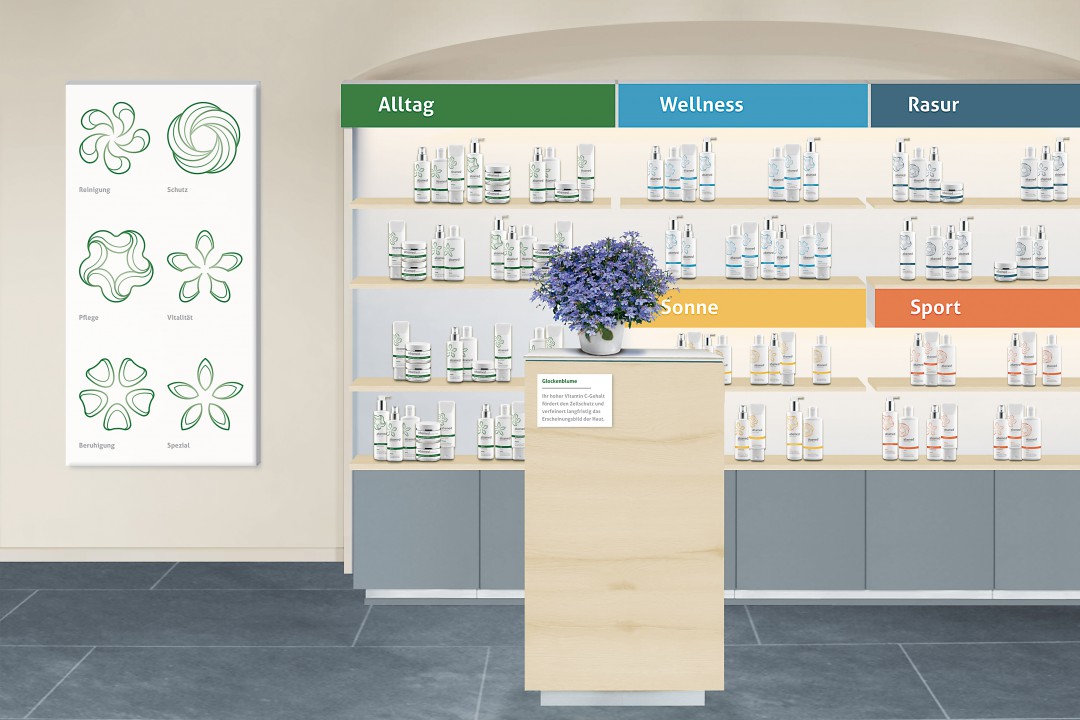 Alltag
Wellness
Rasur
Reinigung
Schutz
Pflege
Vitalität
Sonne
Sport
Beruhigung
Spezial
Glockenblume
Ihr hoher Vitamin C-Gehalt
fördert den Zellschutz und
verfeinert langfristig das
Erscheinungsbild der Haut.